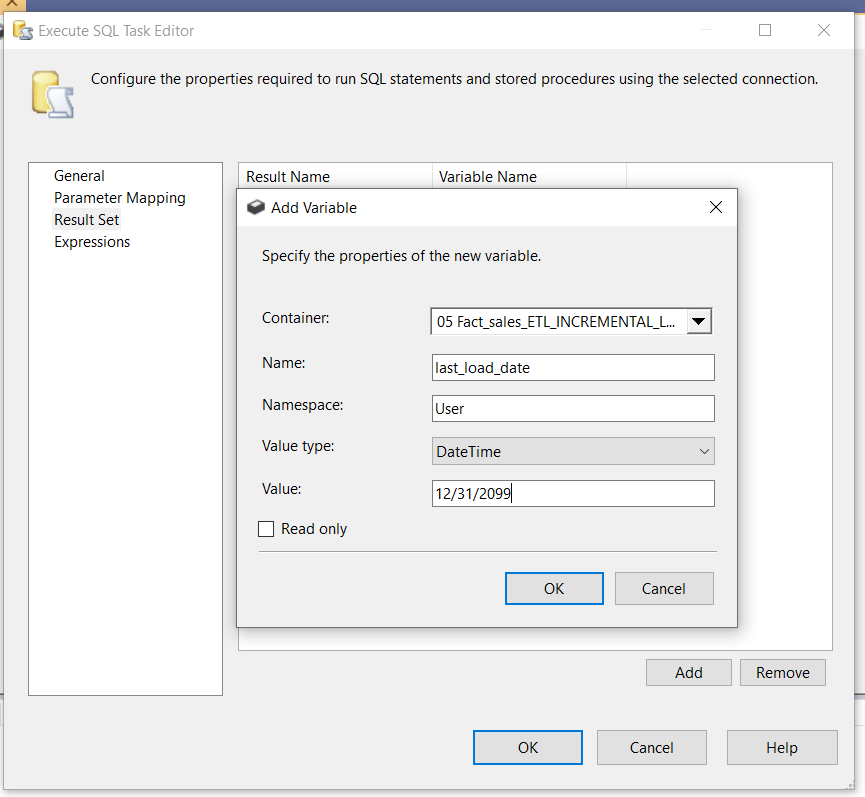 Execute SQL Task Editor
Configure the properties required to run SQL statements and stored procedures using the selected connection.
General
Parameter Mapping
Result Set
Expressions
Result Name
Variable Name
Add Variable
Specify the properties of the new variable.
Container:
05 Fact_sales_ETL_INCREMENTAL_L...
Name:
last_load_date
Namespace:
User
Value type:
DateTime
Value:
12/31/2099
Read only
OK
Cancel
Add
Remove
OK
Cancel
Help